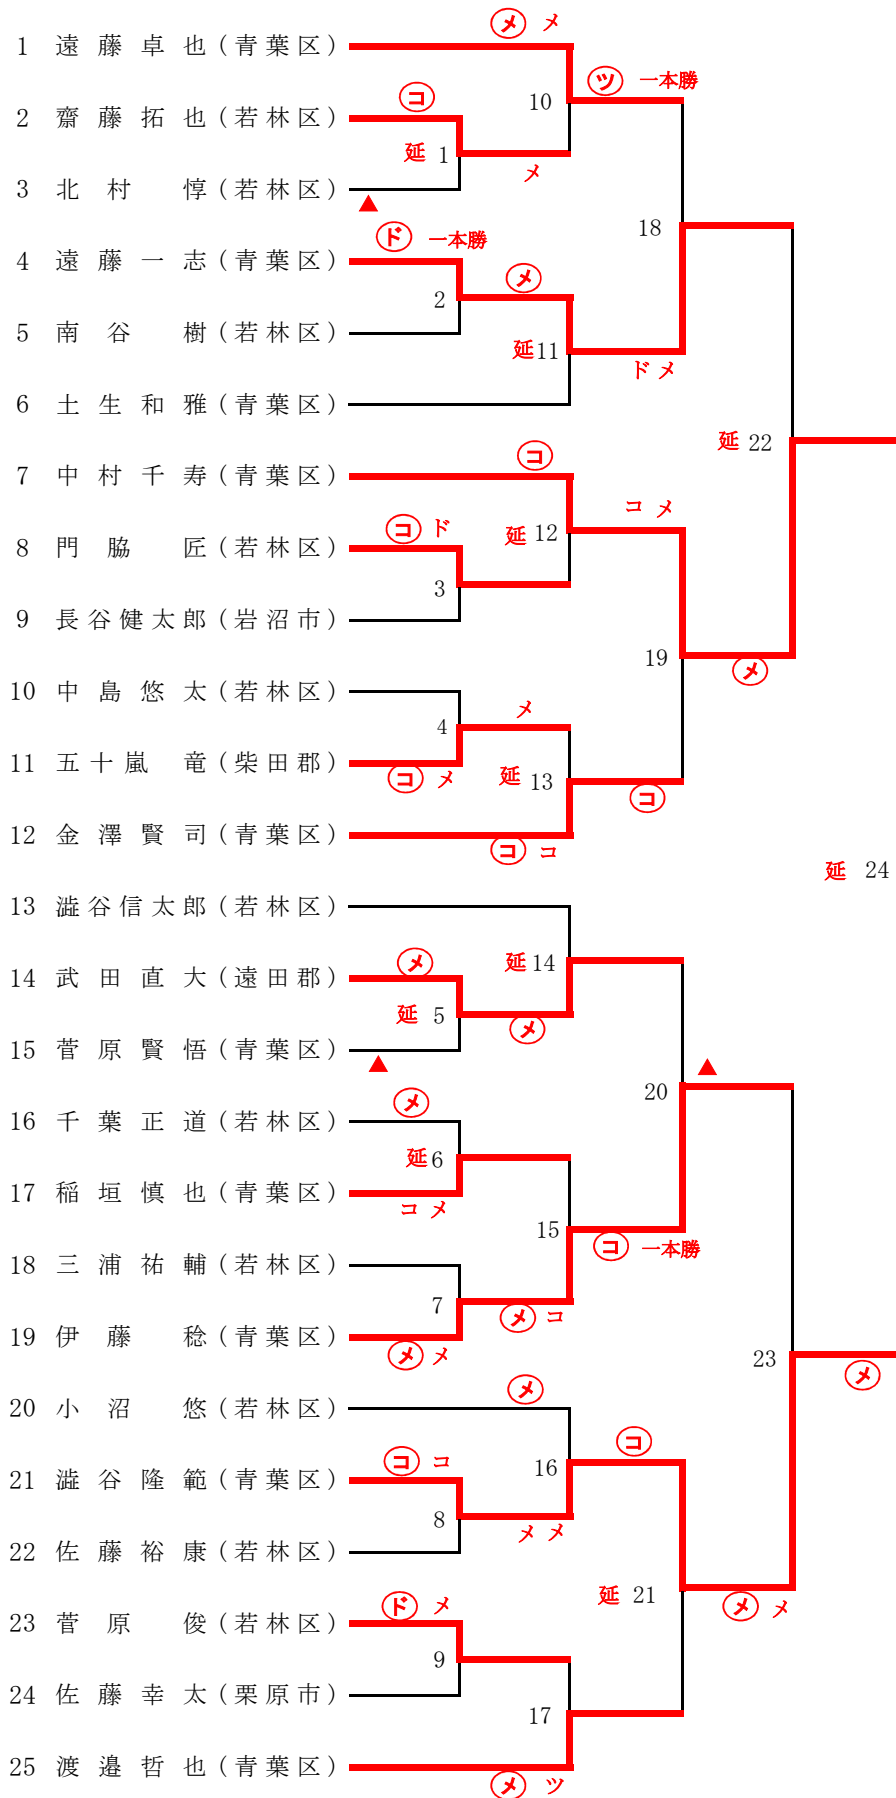 メ メ
1 遠藤卓也(青葉区)
ツ 一本勝
10
コ
2 齋藤拓也(若林区)
延 1
メ
3 北村惇(若林区)
▲
18
ド 一本勝
4 遠藤一志(青葉区)
メ
2
5 南谷樹(若林区)
延 11
ド メ
6 土生和雅(青葉区)
延 22
コ
7 中村千寿(青葉区)
コ メ
コ ド
延 12
8 門脇匠(若林区)
3
9 長谷健太郎(岩沼市)
19
メ
10 中島悠太(若林区)
メ
4
11 五十嵐竜(柴田郡)
コ メ
延 13
コ
12 金澤賢司(青葉区)
コ コ
延 24
13 澁谷信太郎(若林区)
延 14
メ
14 武田直大(遠田郡)
延 5
メ
15 菅原賢悟(青葉区)
▲
▲
20
メ
16 千葉正道(若林区)
延 6
17 稲垣慎也(青葉区)
コ メ
15
コ 一本勝
18 三浦祐輔(若林区)
7
メ コ
19 伊藤稔(青葉区)
メ メ
23
メ
メ
20 小沼悠(若林区)
コ
コ コ
16
21 澁谷隆範(青葉区)
8
メ メ
22 佐藤裕康(若林区)
延 21
メ メ
ド メ
23 菅原俊(若林区)
9
24 佐藤幸太(栗原市)
17
25 渡邉哲也(青葉区)
メ ツ